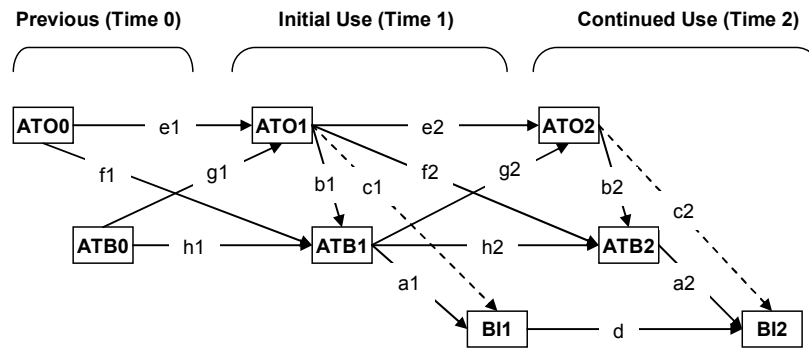 Previous (Time 0) Initial Use (Time 1) Continued Use (Time 2)
ATO0 e1 ATO1 e2 ATO2
f1 g1 b1 c1 f2 g2 b2 c2
ATB0 h1 ATB1 h2 ATB2
a1 a2
BI1 d BI2